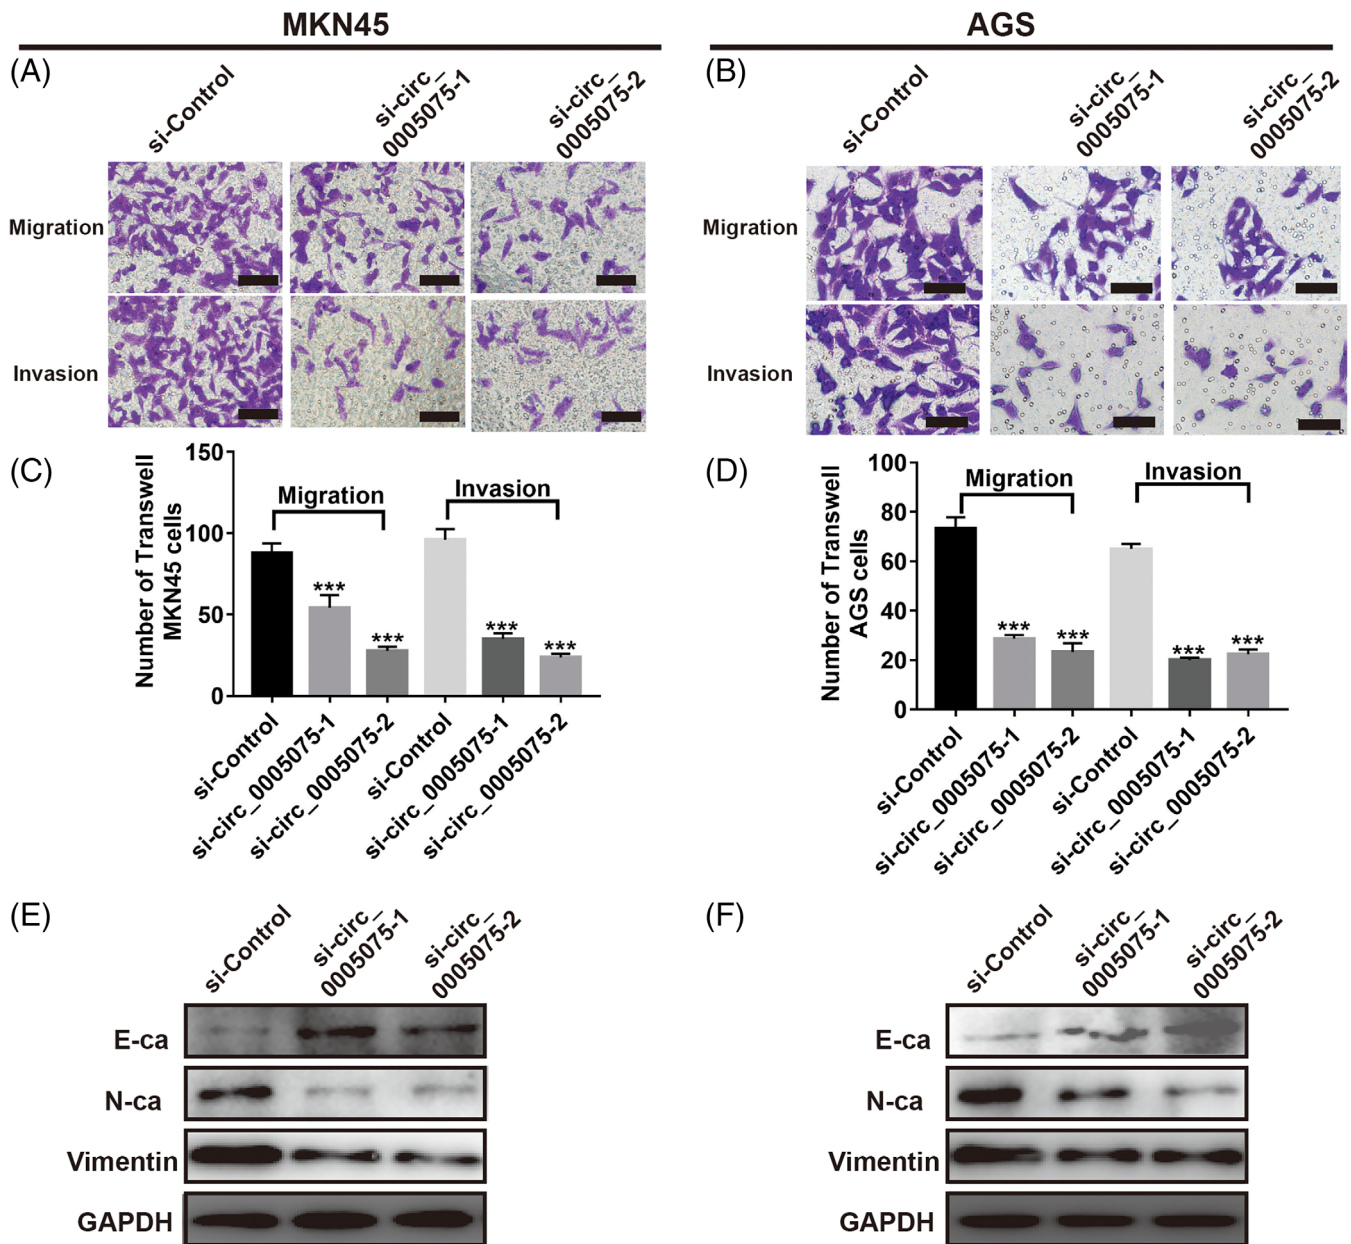 MKN45
AGS
(A)
si-Control
si-circ_
0005075-1
si-circ_
0005075-2
Migration
Invasion
(B)
si-Control
si-circ_
0005075-1
si-circ_
0005075-2
Migration
Invasion
(C)
Number of Transwell
MKN45 cells
150
100
50
0
Migration
Invasion
***
***
***
***
si-Control
si-circ_0005075-1
si-circ_0005075-2
si-Control
si-circ_0005075-1
si-circ_0005075-2
(D)
Number of Transwell
AGS cells
100
80
60
40
20
0
Migration
Invasion
***
***
***
***
si-Control
si-circ_0005075-1
si-circ_0005075-2
si-Control
si-circ_0005075-1
si-circ_0005075-2
(E)
si-Control
si-circ_
0005075-1
si-circ_
0005075-2
E-ca
N-ca
Vimentin
GAPDH
(F)
si-Control
si-circ_
0005075-1
si-circ_
0005075-2
E-ca
N-ca
Vimentin
GAPDH